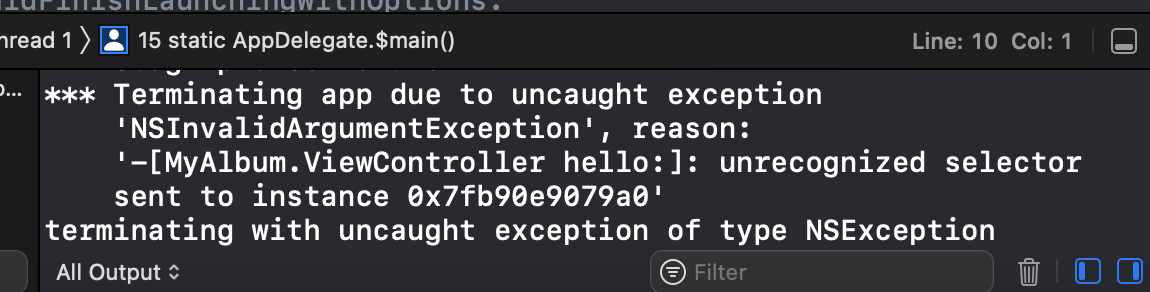 idFinishLaunchingWithOptions:
hread 1 〉 15 static AppDelegate.$main()
Line: 10 Col: 1
o...
*** Terminating app due to uncaught exception
'NSInvalidArgumentException', reason:
'-[MyAlbum.ViewController hello:]: unrecognized selector
sent to instance 0x7fb90e9079a0'
terminating with uncaught exception of type NSException
All Output
Filter